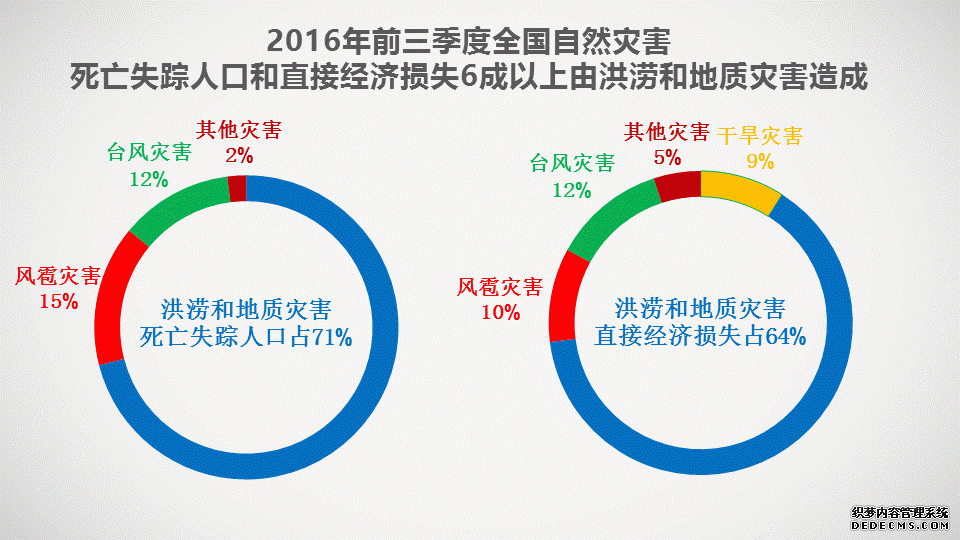 2016年前三季度全国自然灾害
死亡失踪人口和直接经济损失6成以上由洪涝和地质灾害造成
其他灾害
2%
台风灾害
12%
风雹灾害
15%
洪涝和地质灾害
死亡失踪人口占71%
其他灾害
5%
干旱灾害
9%
台风灾害
12%
风雹灾害
10%
洪涝和地质灾害
直接经济损失占64%
织梦内容管理系统
DEDECMS.COM